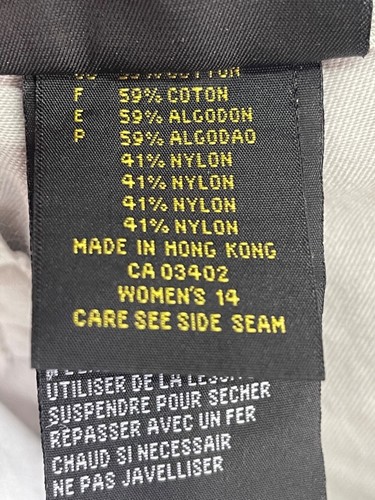 59% COTTON
F 59% COTON
E 59% ALGODON
P 59% ALGODAO
41% NYLON
41% NYLON
41% NYLON
41% NYLON
MADE IN HONG KONG
CA 03402
WOMEN'S 14
CARE SEE SIDE SEAM
UTILISER DE LA
SUSPENDRE POUR SECHER
REPASSER AVEC UN FER
CHAUD SI NECESSAIR
NE PAS JAVELLISER